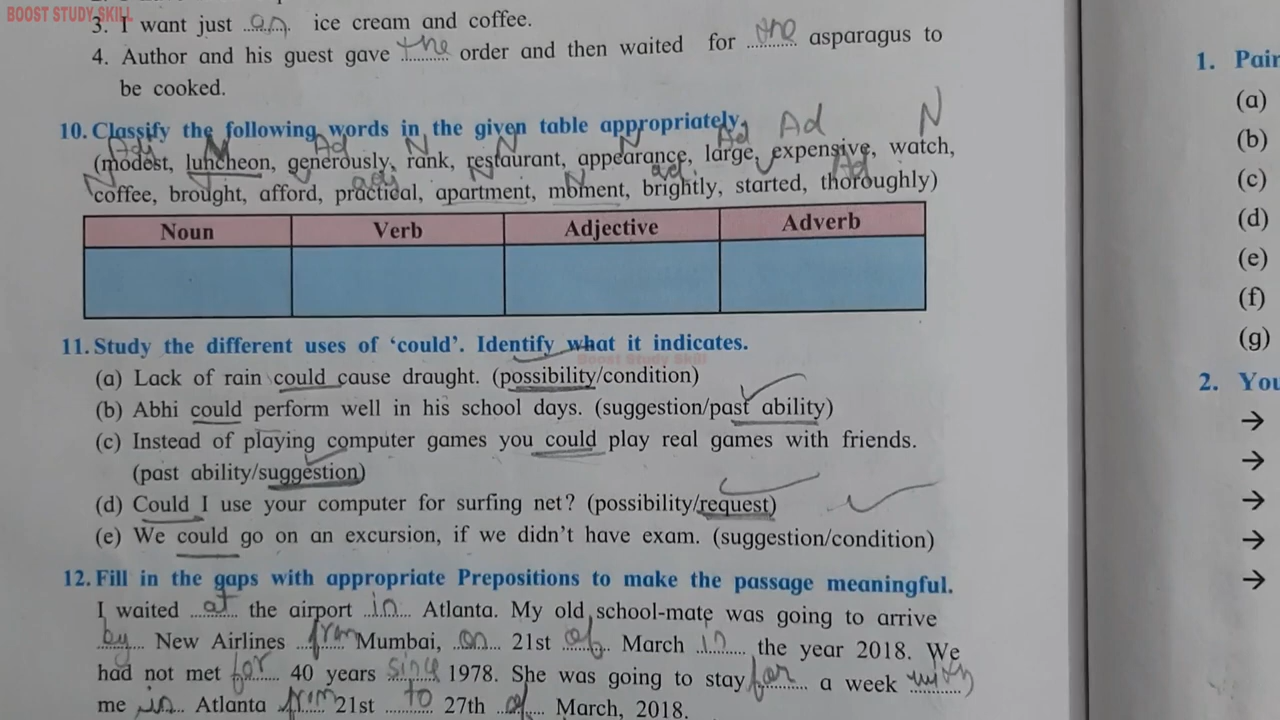 BOOST STUDY SKILL
3. I want just an ice cream and coffee.
4. Author and his guest gave the order and then waited for the asparagus to
be cooked.
10. Classify the following words in the given table appropriately.
Adj N Ad N N N Ad Ad N
(modest, luncheon, generously, rank, restaurant, appearance, large, expensive, watch,
N adj N N ad Ad
coffee, brought, afford, practical, apartment, moment, brightly, started, thoroughly)
Noun Verb Adjective Adverb
11. Study the different uses of ‘could’. Identify what it indicates.
Boost Study Skill
(a) Lack of rain could cause draught. (possibility/condition)
(b) Abhi could perform well in his school days. (suggestion/past ability)
(c) Instead of playing computer games you could play real games with friends.
(past ability/suggestion)
(d) Could I use your computer for surfing net? (possibility/request)
(e) We could go on an excursion, if we didn’t have exam. (suggestion/condition)
12. Fill in the gaps with appropriate Prepositions to make the passage meaningful.
I waited at the airport in Atlanta. My old school-mate was going to arrive
by New Airlines from Mumbai, on 21st of March in the year 2018. We
had not met for 40 years since 1978. She was going to stay for a week with
me in Atlanta from 21st to 27th of March, 2018.
1. Pair
(a)
(b)
(c)
(d)
(e)
(f)
(g)
2. You